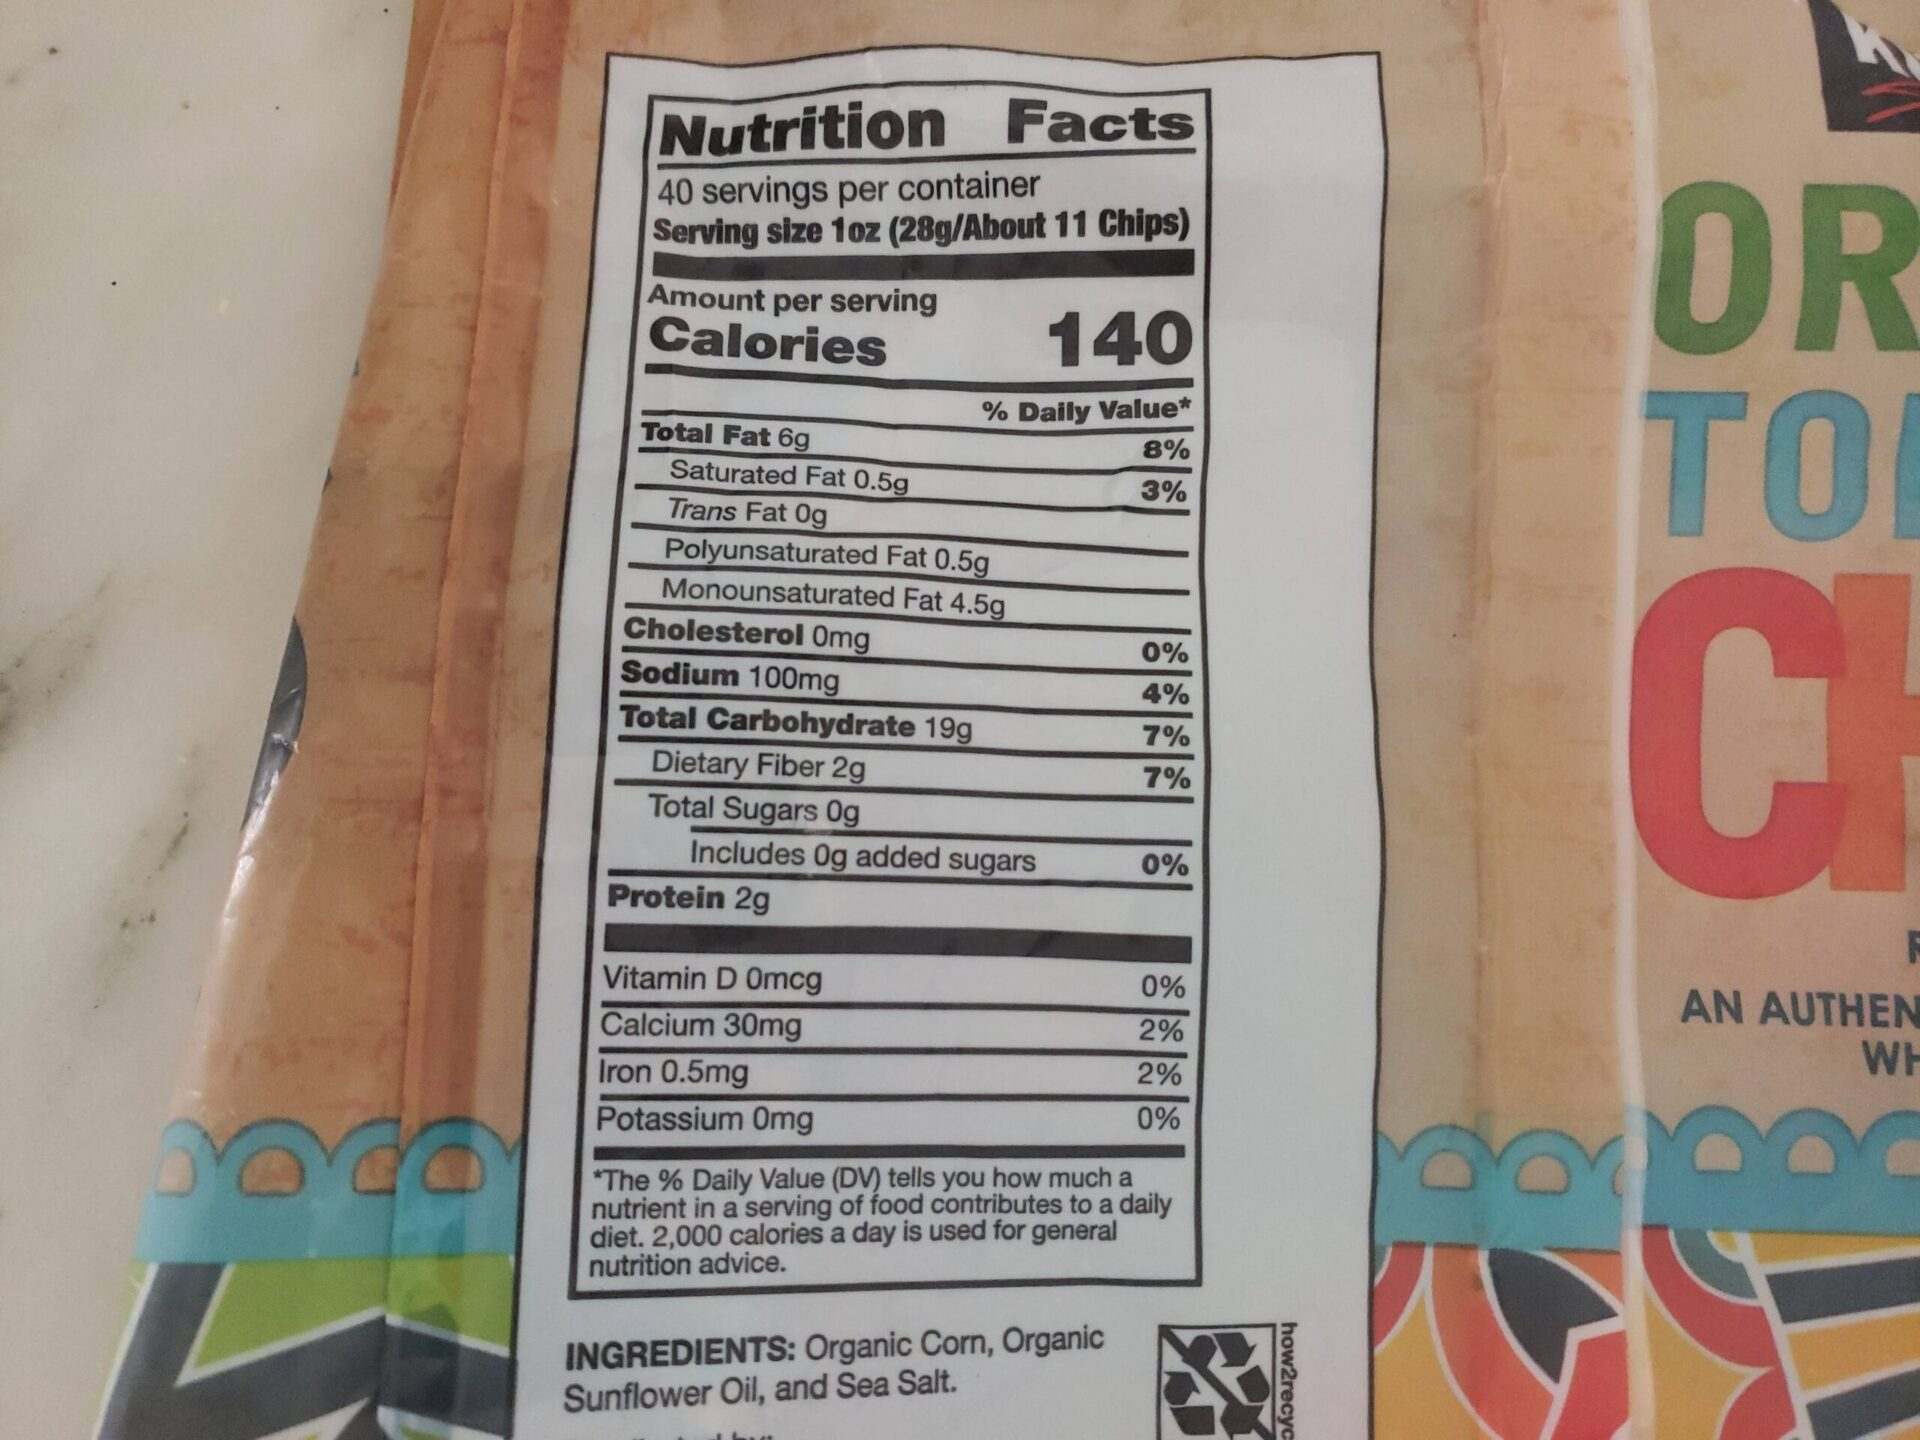 Nutrition Facts
40 servings per container
Serving size 1oz (28g/About 11 Chips)
Amount per serving
Calories 140
% Daily Value*
Total Fat 6g 8%
Saturated Fat 0.5g 3%
Trans Fat 0g
Polyunsaturated Fat 0.5g
Monounsaturated Fat 4.5g
Cholesterol 0mg 0%
Sodium 100mg 4%
Total Carbohydrate 19g 7%
Dietary Fiber 2g 7%
Total Sugars 0g
Includes 0g added sugars 0%
Protein 2g
Vitamin D 0mcg 0%
Calcium 30mg 2%
Iron 0.5mg 2%
Potassium 0mg 0%
*The % Daily Value (DV) tells you how much a
nutrient in a serving of food contributes to a daily
diet. 2,000 calories a day is used for general
nutrition advice.
INGREDIENTS: Organic Corn, Organic
Sunflower Oil, and Sea Salt.
how2recyc
OR
TO
CH
AN AUTHEN
WH